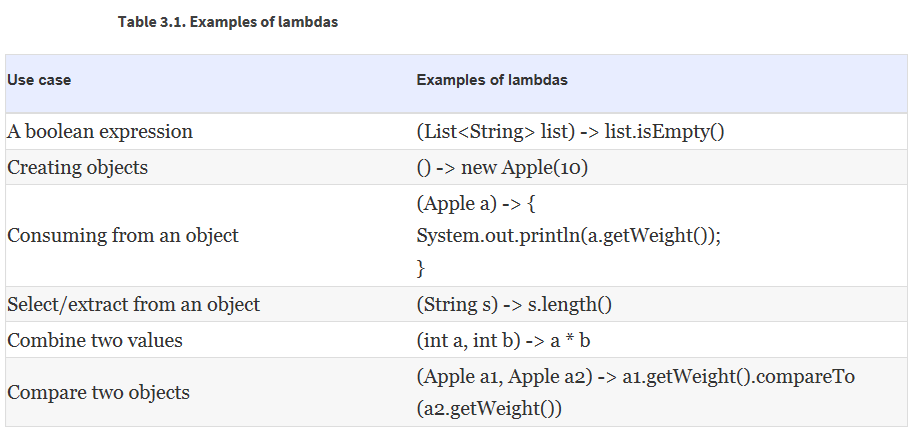 Table 3.1. Examples of lambdas
Use case Examples of lambdas
A boolean expression (List<String> list) -> list.isEmpty()
Creating objects () -> new Apple(10)
(Apple a) -> {
Consuming from an object System.out.println(a.getWeight());
}
Select/extract from an object (String s) -> s.length()
Combine two values (int a, int b) -> a * b
Compare two objects (Apple a1, Apple a2) -> a1.getWeight().compareTo
(a2.getWeight())